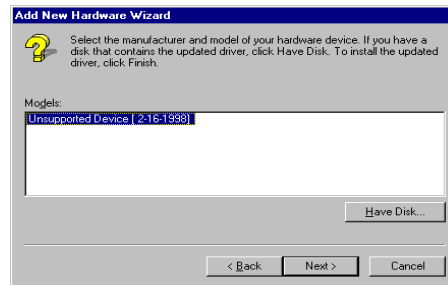 Add New Hardware Wizard
Select the manufacturer and model of your hardware device. If you have a
disk that contains the updated driver, click Have Disk. To install the updated
driver, click Finish.
Models:
Unsupported Device [ 2-16-1998]
Have Disk...
< Back
Next >
Cancel